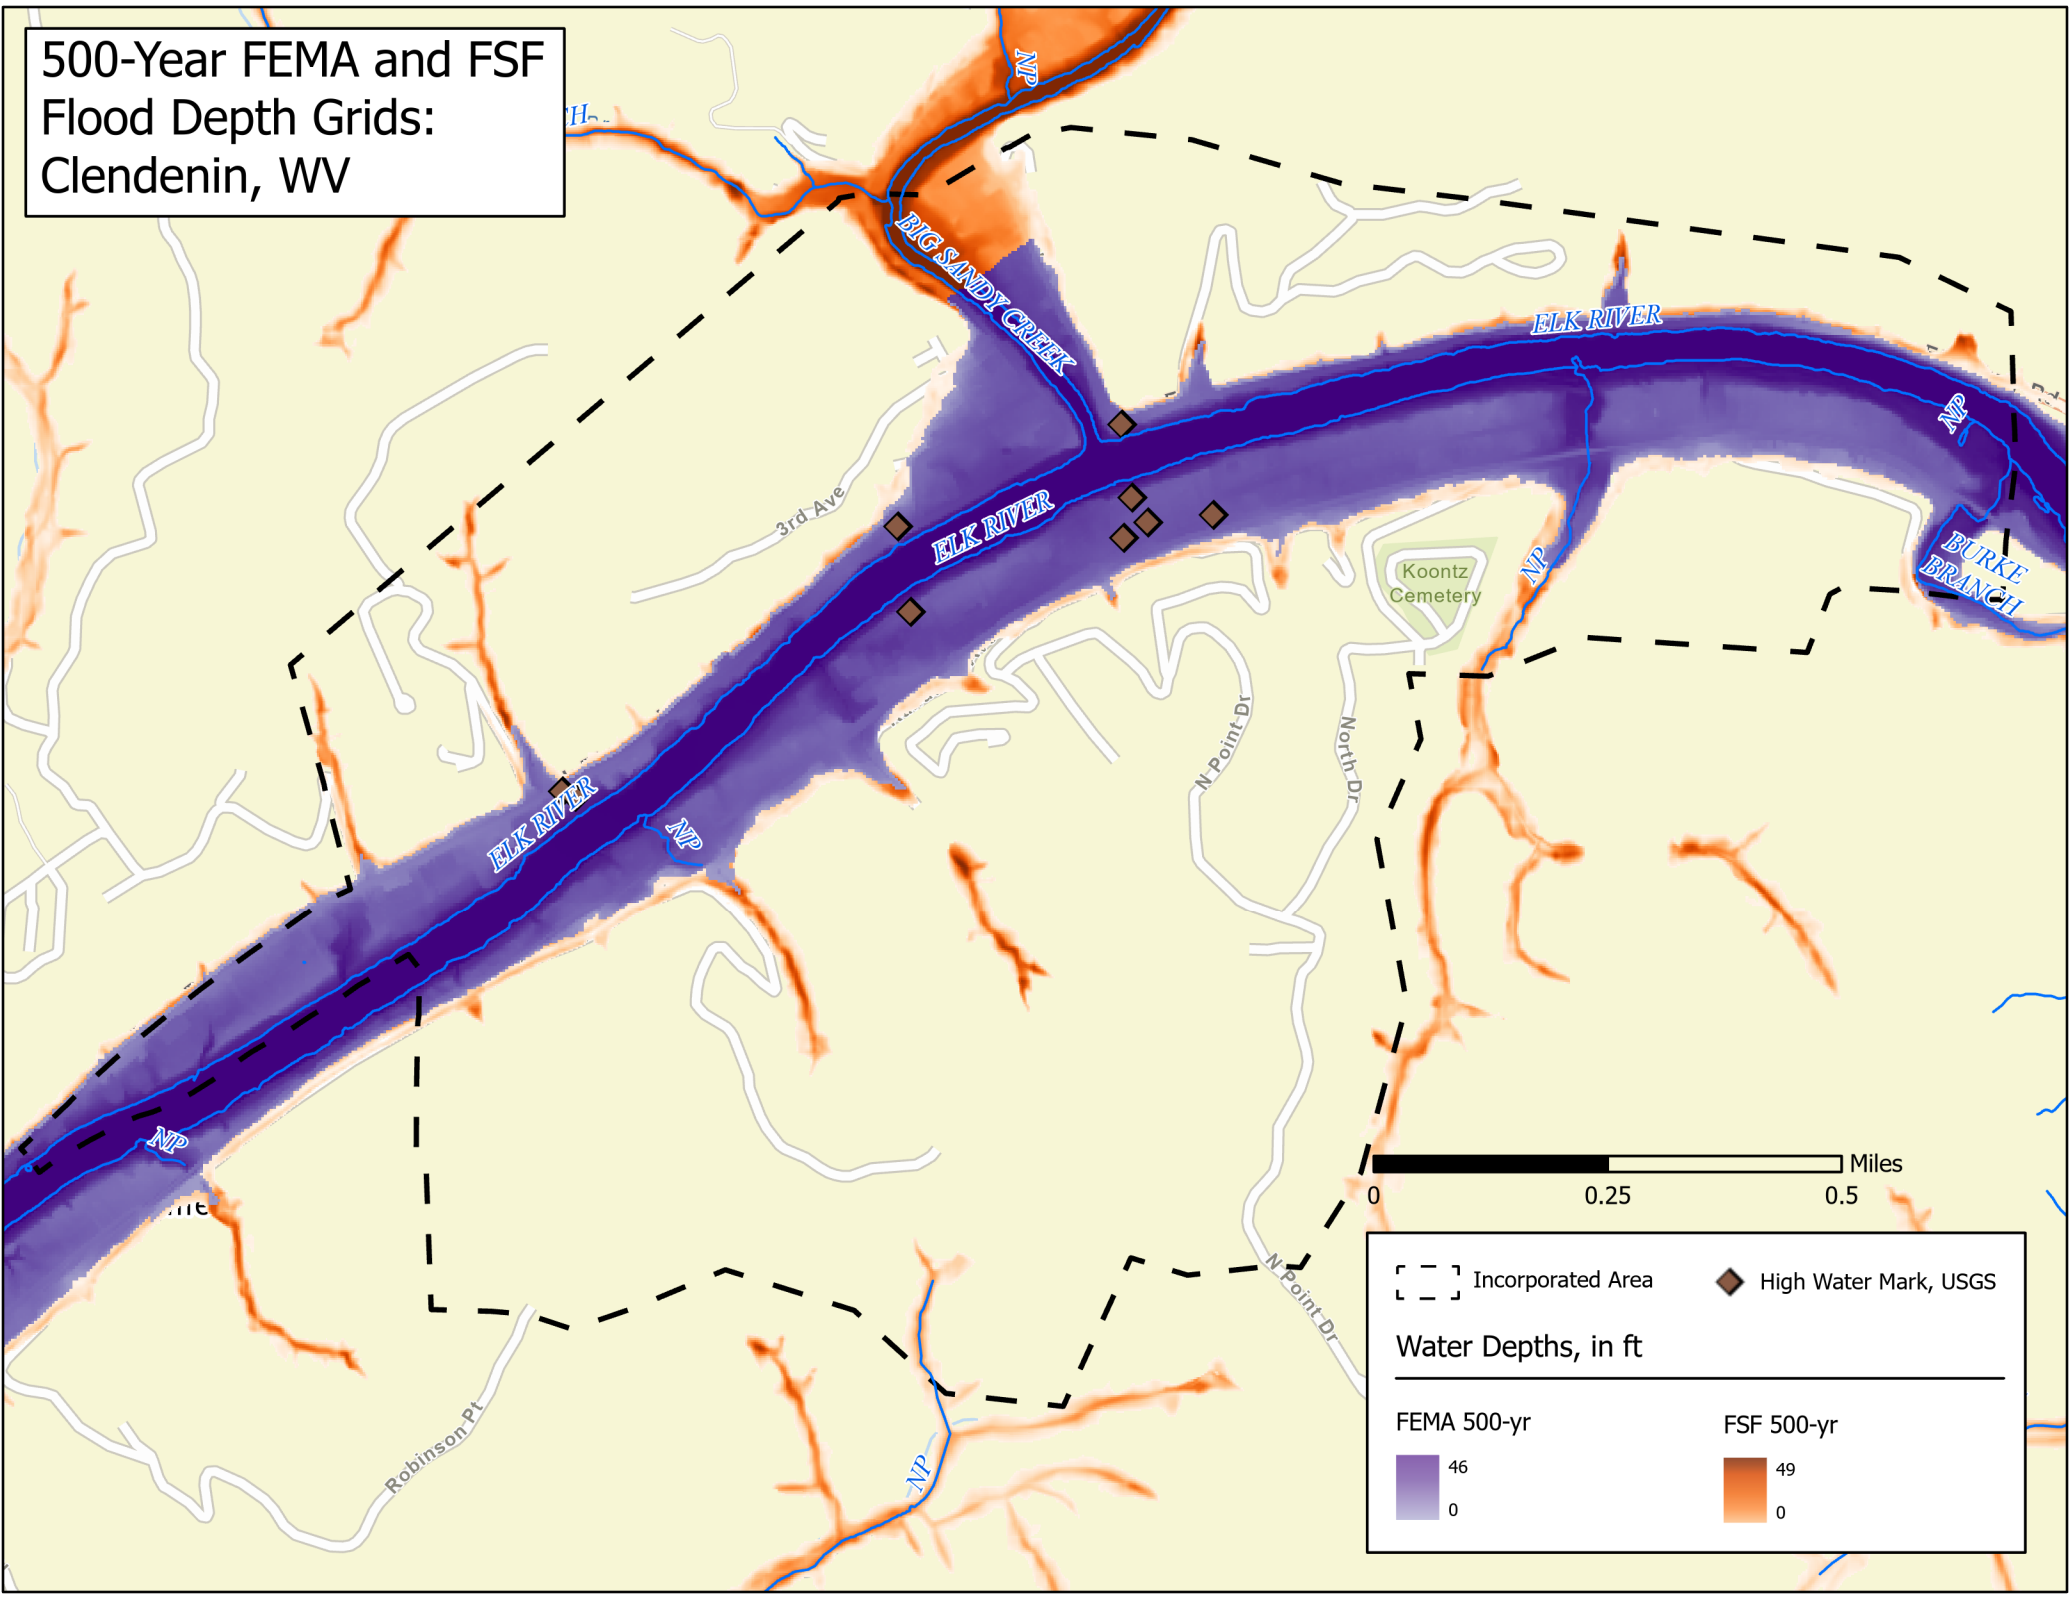 500-Year FEMA and FSF
Flood Depth Grids:
Clendenin, WV
NP
BIG SANDY CREEK
ELK RIVER
NP
3rd Ave
ELK RIVER
Koontz
Cemetery
NP
BURKE
BRANCH
N Point Dr
North Dr
ELK RIVER
NP
NP
Miles
0
0.25
0.5
N Point Dr
Robinson Pt
NP
Incorporated Area
High Water Mark, USGS
Water Depths, in ft
FEMA 500-yr
46
0
FSF 500-yr
49
0